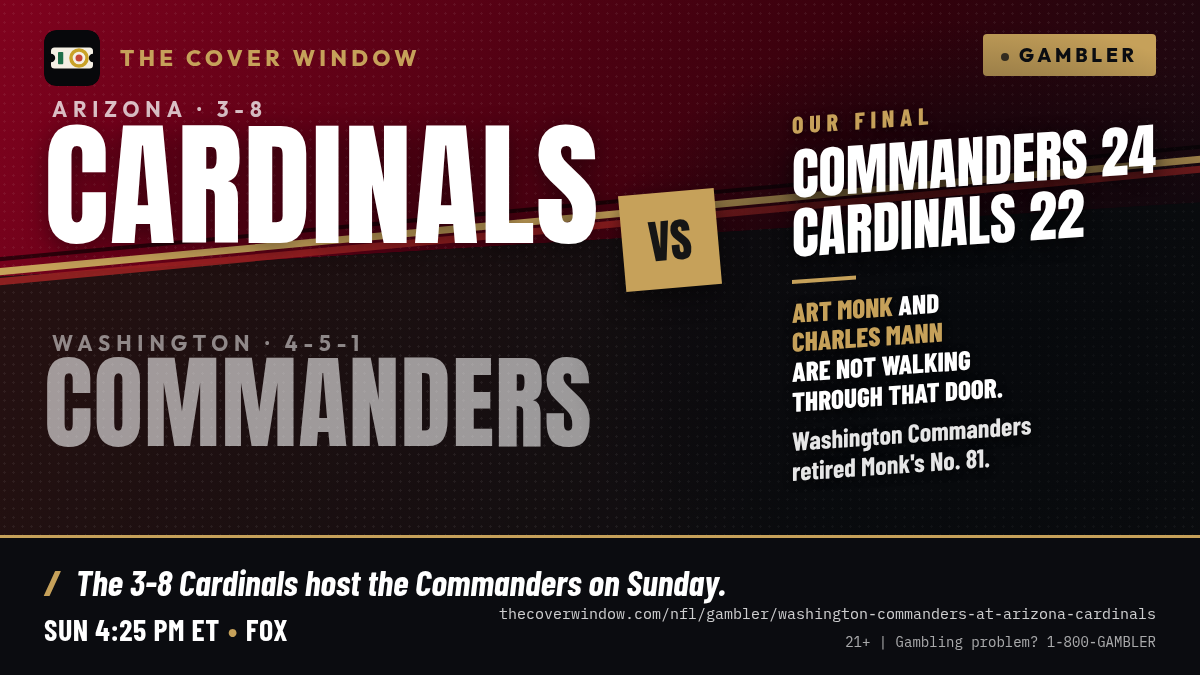 THE COVER WINDOW
• GAMBLER
ARIZONA · 3-8
CARDINALS
VS
WASHINGTON · 4-5-1
COMMANDERS
OUR FINAL
COMMANDERS 24
CARDINALS 22
ART MONK AND
CHARLES MANN
ARE NOT WALKING
THROUGH THAT DOOR.
Washington Commanders
retired Monk's No. 81.
/ The 3-8 Cardinals host the Commanders on Sunday.
SUN 4:25 PM ET • FOX
thecoverwindow.com/nfl/gambler/washington-commanders-at-arizona-cardinals
21+ | Gambling problem? 1-800-GAMBLER